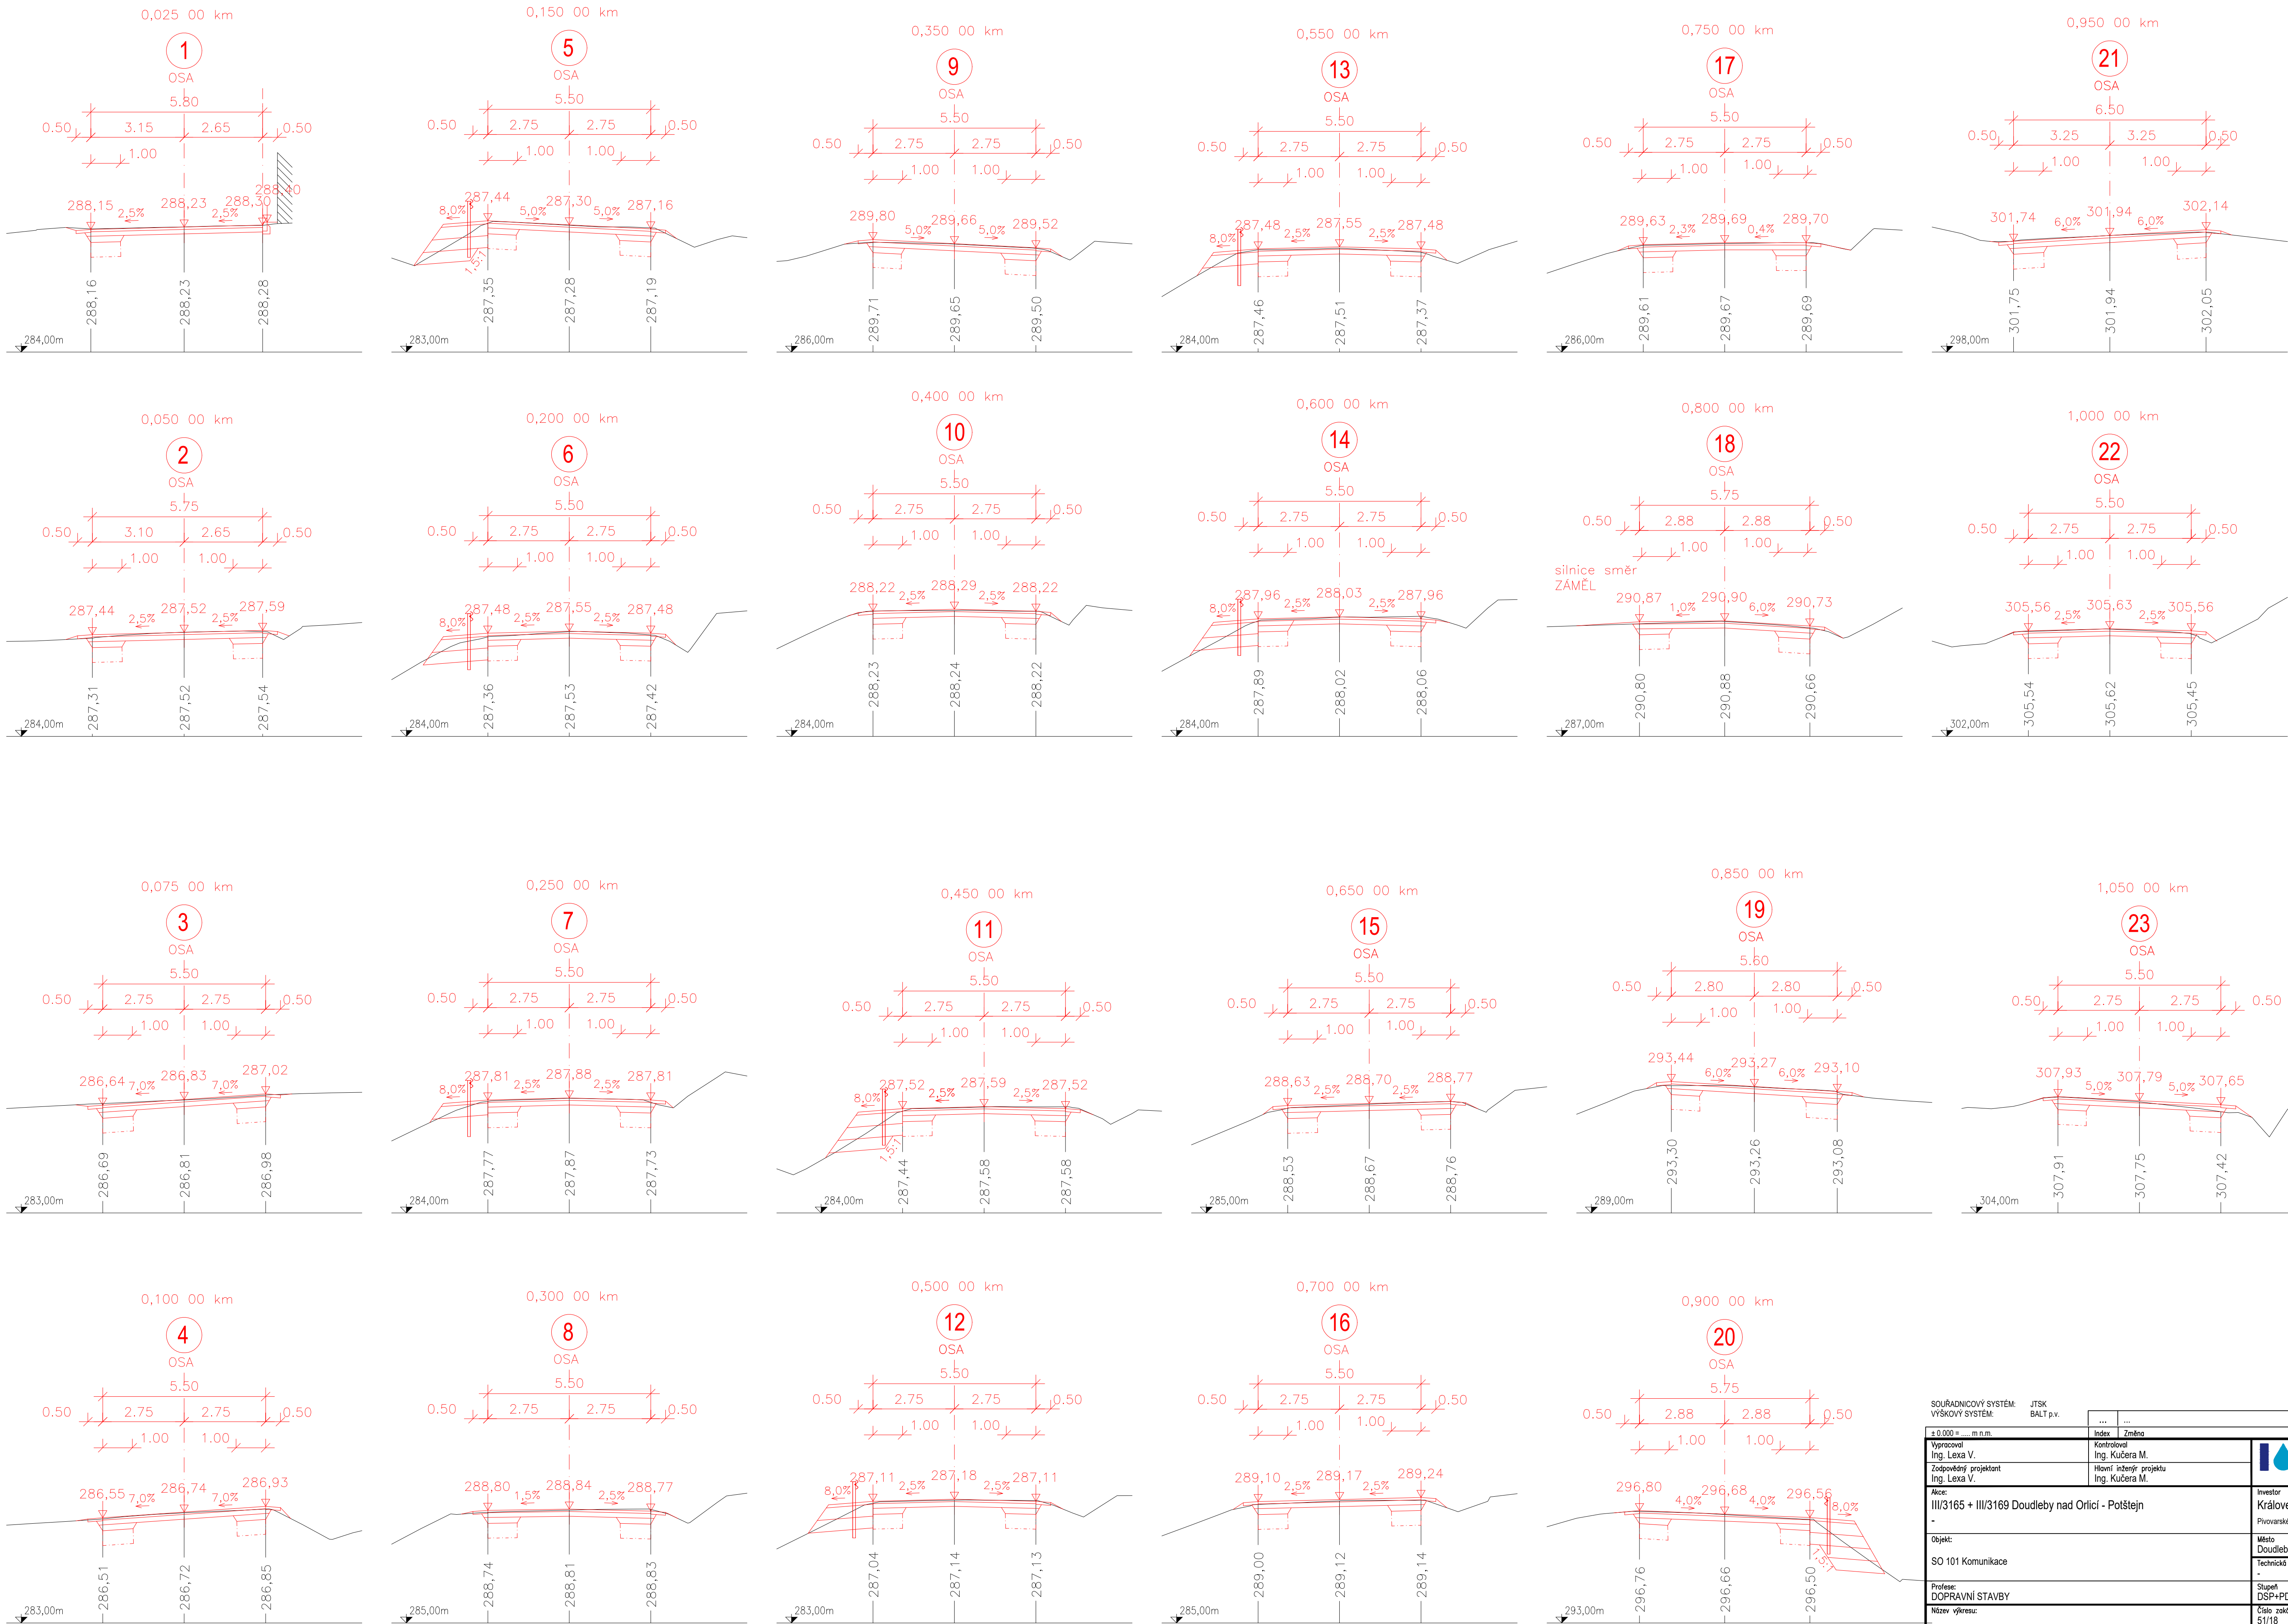 0,025 00 km
1
OSA
5.80
0.50 3.15 2.65 0.50
1.00
288,40
288,15 2,5% 288,23 2,5% 288,30
288,16 288,23 288,28
284,00m
0,150 00 km
5
OSA
5.50
0.50 2.75 2.75 0.50
1.00 1.00
8,0% 287,44 5,0% 287,30 5,0% 287,16
1,5:1
287,35 287,28 287,19
283,00m
0,350 00 km
9
OSA
5.50
0.50 2.75 2.75 0.50
1.00 1.00
289,80 5,0% 289,66 5,0% 289,52
289,71 289,65 289,50
286,00m
0,550 00 km
13
OSA
5.50
0.50 2.75 2.75 0.50
1.00 1.00
8,0% 287,48 2,5% 287,55 2,5% 287,48
287,46 287,51 287,37
284,00m
0,750 00 km
17
OSA
5.50
0.50 2.75 2.75 0.50
1.00 1.00
289,63 2,3% 289,69 0,4% 289,70
289,61 289,67 289,69
286,00m
0,950 00 km
21
OSA
6.50
0.50 3.25 3.25 0.50
1.00 1.00
301,74 6,0% 301,94 6,0% 302,14
301,75 301,94 302,05
298,00m
0,050 00 km
2
OSA
5.75
0.50 3.10 2.65 0.50
1.00 1.00
287,44 2,5% 287,52 2,5% 287,59
287,31 287,52 287,54
284,00m
0,200 00 km
6
OSA
5.50
0.50 2.75 2.75 0.50
1.00 1.00
8,0% 287,48 2,5% 287,55 2,5% 287,48
287,36 287,53 287,42
284,00m
0,400 00 km
10
OSA
5.50
0.50 2.75 2.75 0.50
1.00 1.00
288,22 2,5% 288,29 2,5% 288,22
288,23 288,24 288,22
284,00m
0,600 00 km
14
OSA
5.50
0.50 2.75 2.75 0.50
1.00 1.00
8,0% 287,96 2,5% 288,03 2,5% 287,96
287,89 288,02 288,06
284,00m
0,800 00 km
18
OSA
5.75
0.50 2.88 2.88 0.50
1.00 1.00
silnice směr
ZÁMĚL
290,87 1,0% 290,90 6,0% 290,73
290,80 290,88 290,66
287,00m
1,000 00 km
22
OSA
5.50
0.50 2.75 2.75 0.50
1.00 1.00
305,56 2,5% 305,63 2,5% 305,56
305,54 305,62 305,45
302,00m
0,075 00 km
3
OSA
5.50
0.50 2.75 2.75 0.50
1.00 1.00
286,64 7,0% 286,83 7,0% 287,02
286,69 286,81 286,98
283,00m
0,250 00 km
7
OSA
5.50
0.50 2.75 2.75 0.50
1.00 1.00
8,0% 287,81 2,5% 287,88 2,5% 287,81
287,77 287,87 287,73
284,00m
0,450 00 km
11
OSA
5.50
0.50 2.75 2.75 0.50
1.00 1.00
8,0% 287,52 2,5% 287,59 2,5% 287,52
1,5:1
287,44 287,58 287,58
284,00m
0,650 00 km
15
OSA
5.50
0.50 2.75 2.75 0.50
1.00 1.00
288,63 2,5% 288,70 2,5% 288,77
288,53 288,67 288,76
285,00m
0,850 00 km
19
OSA
5.60
0.50 2.80 2.80 0.50
1.00 1.00
293,44 6,0% 293,27 6,0% 293,10
293,30 293,26 293,08
289,00m
1,050 00 km
23
OSA
5.50
0.50 2.75 2.75 0.50
1.00 1.00
307,93 5,0% 307,79 5,0% 307,65
307,91 307,75 307,42
304,00m
0,100 00 km
4
OSA
5.50
0.50 2.75 2.75 0.50
1.00 1.00
286,55 7,0% 286,74 7,0% 286,93
286,51 286,72 286,85
283,00m
0,300 00 km
8
OSA
5.50
0.50 2.75 2.75 0.50
288,80 1,5% 288,84 2,5% 288,77
288,74 288,81 288,83
285,00m
0,500 00 km
12
OSA
5.50
0.50 2.75 2.75 0.50
1.00 1.00
8,0% 287,11 2,5% 287,18 2,5% 287,11
287,04 287,14 287,13
283,00m
0,700 00 km
16
OSA
5.50
0.50 2.75 2.75 0.50
1.00 1.00
289,10 2,5% 289,17 2,5% 289,24
289,00 289,12 289,14
285,00m
0,900 00 km
20
OSA
5.75
0.50 2.88 2.88 0.50
1.00 1.00
296,80 4,0% 296,68 4,0% 296,56 8,0%
1,5:1
296,76 296,66 296,50
293,00m
SOUŘADNICOVÝ SYSTÉM: JTSK
VÝŠKOVÝ SYSTÉM: BALT p.v.
... ...
± 0.000 = ..... m n.m. Index Změna
Vypracoval Kontroloval
Ing. Lexa V. Ing. Kučera M.
Zodpovědný projektant Hlavní inženýr projektu
Ing. Lexa V. Ing. Kučera M.
Akce: Investor
III/3165 + III/3169 Doudleby nad Orlicí - Potštejn Králove
- Pivovarské
Objekt: Město
Doudleb
SO 101 Komunikace Technická
-
Profese: Stupeň
DOPRAVNÍ STAVBY DSP+PD
Název výkresu: Číslo zaká
51/18